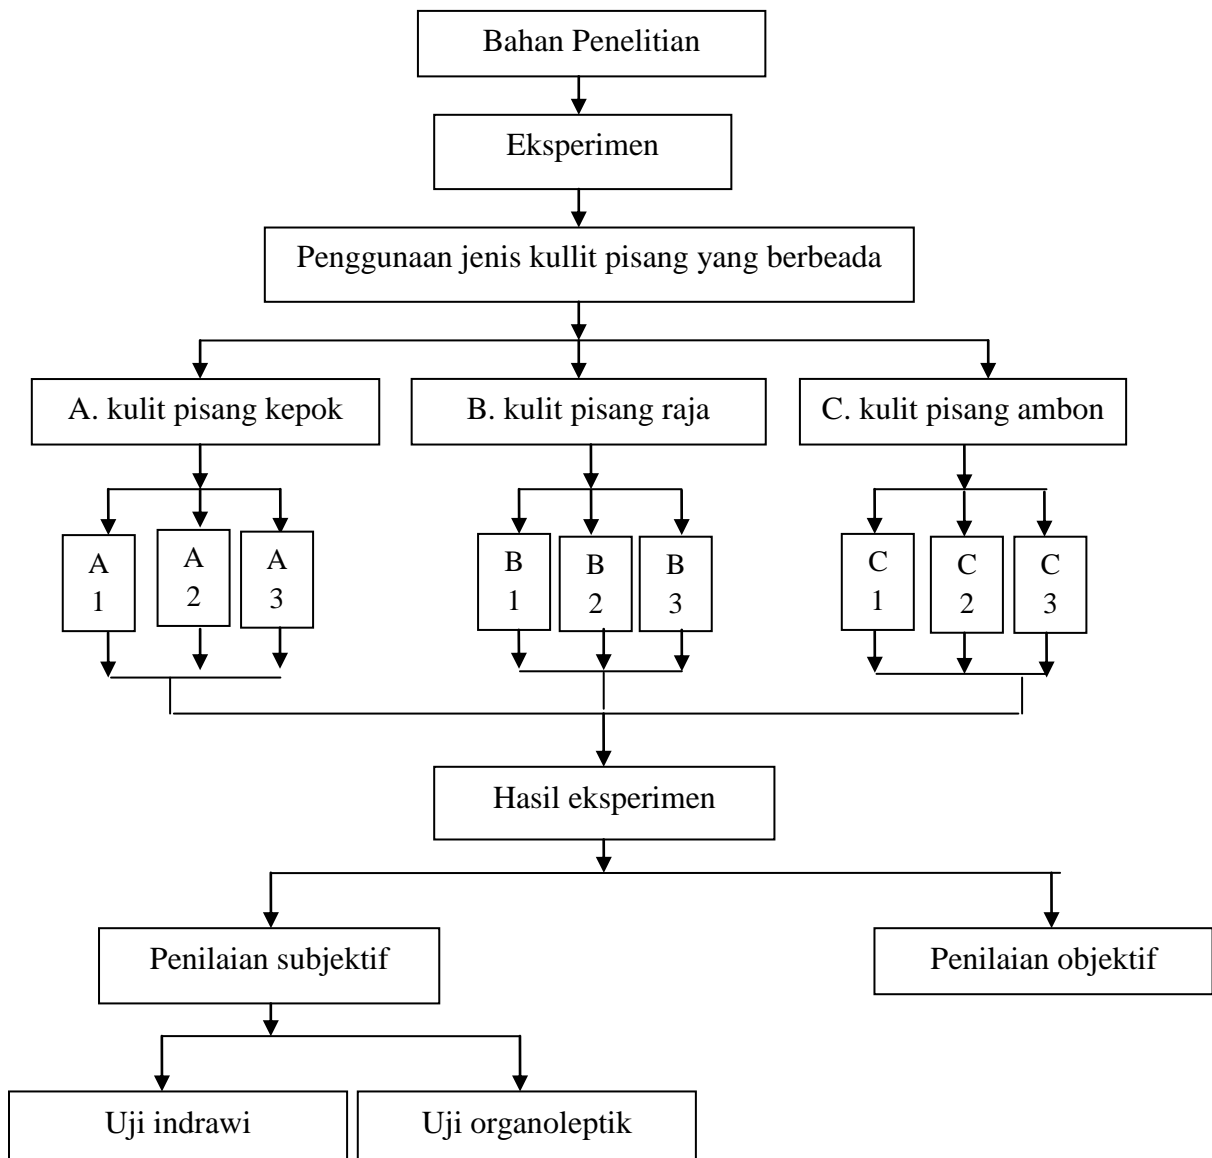 Bahan Penelitian
Eksperimen
Penggunaan jenis kullit pisang yang berbeada
A. kulit pisang kepok
B. kulit pisang raja
C. kulit pisang ambon
A
1
A
2
A
3
B
1
B
2
B
3
C
1
C
2
C
3
Hasil eksperimen
Penilaian subjektif
Penilaian objektif
Uji indrawi
Uji organoleptik